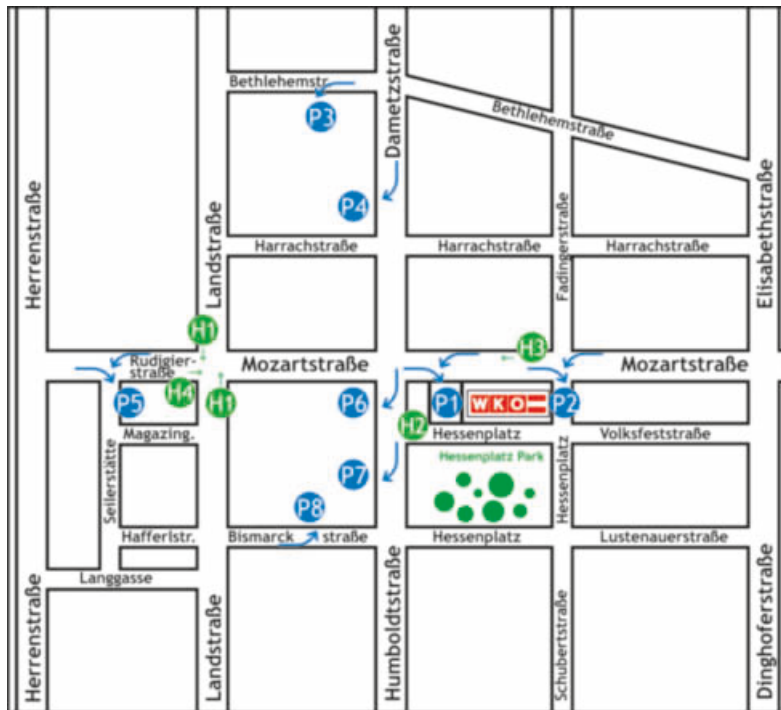 Bethlehemstr.
Dametzstraße
Bethlehemstraße
P3
P4
Herrenstraße
Landstraße
Harrachstraße
Harrachstraße
Fadingerstraße
Harrachstraße
Elisabethstraße
H1
H3
Rudigier-
straße
Mozartstraße
Mozartstraße
H4
P5
H1
P6
H2
P1
WKO
P2
Magazing.
Hessenplatz
Volksfeststraße
Seilerstätte
Hessenplatz Park
P7
P8
Hessenplatz
Hafferlstr.
Bismarck straße
Hessenplatz
Lustenauerstraße
Langgasse
Herrenstraße
Landstraße
Humboldtstraße
Schubertstraße
Dinghoferstraße